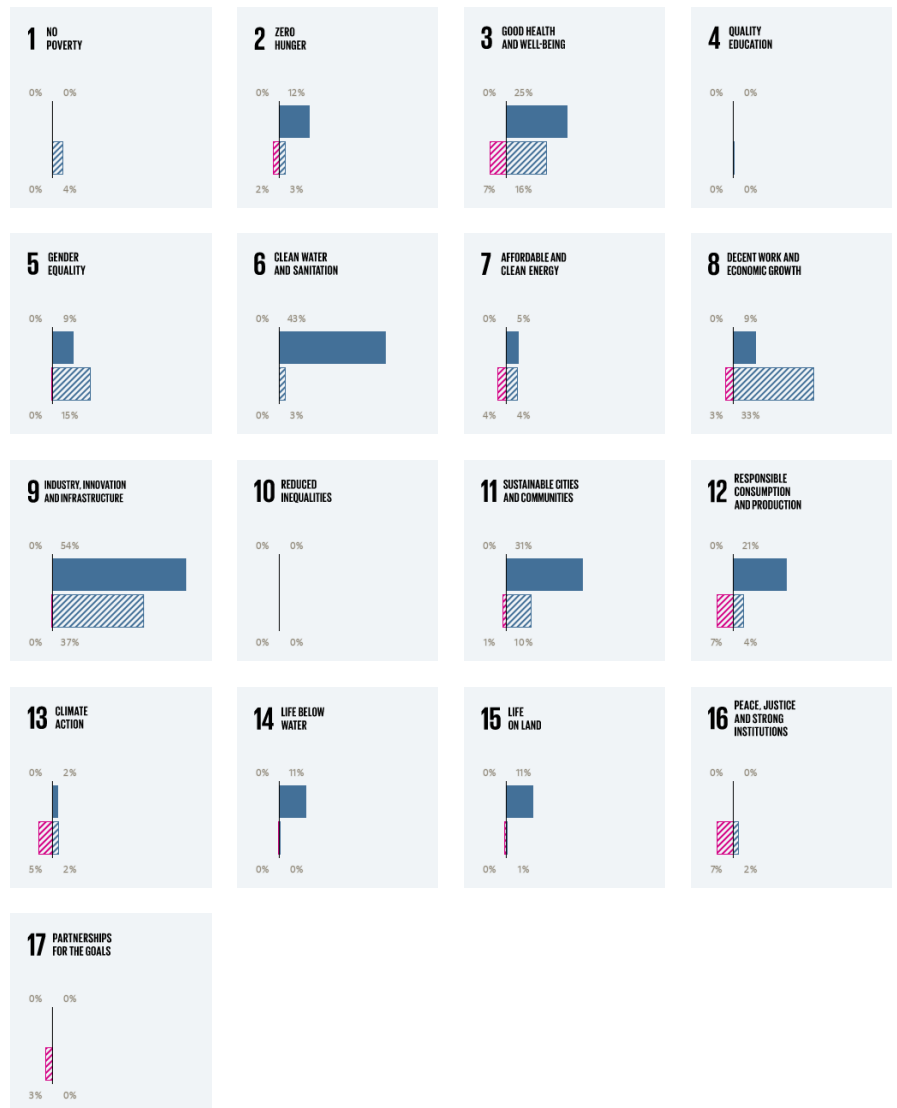 1 NO
POVERTY
0% 0%
0% 4%
2 ZERO
HUNGER
0% 12%
2% 3%
3 GOOD HEALTH
AND WELL-BEING
0% 25%
7% 16%
4 QUALITY
EDUCATION
0% 0%
0% 0%
5 GENDER
EQUALITY
0% 9%
0% 15%
6 CLEAN WATER
AND SANITATION
0% 43%
0% 3%
7 AFFORDABLE AND
CLEAN ENERGY
0% 5%
4% 4%
8 DECENT WORK AND
ECONOMIC GROWTH
0% 9%
3% 33%
9 INDUSTRY, INNOVATION
AND INFRASTRUCTURE
0% 54%
0% 37%
10 REDUCED
INEQUALITIES
0% 0%
0% 0%
11 SUSTAINABLE CITIES
AND COMMUNITIES
0% 31%
1% 10%
12 RESPONSIBLE
CONSUMPTION
AND PRODUCTION
0% 21%
7% 4%
13 CLIMATE
ACTION
0% 2%
5% 2%
14 LIFE BELOW
WATER
0% 11%
0% 0%
15 LIFE
ON LAND
0% 11%
0% 1%
16 PEACE, JUSTICE
AND STRONG
INSTITUTIONS
0% 0%
7% 2%
17 PARTNERSHIPS
FOR THE GOALS
0% 0%
3% 0%